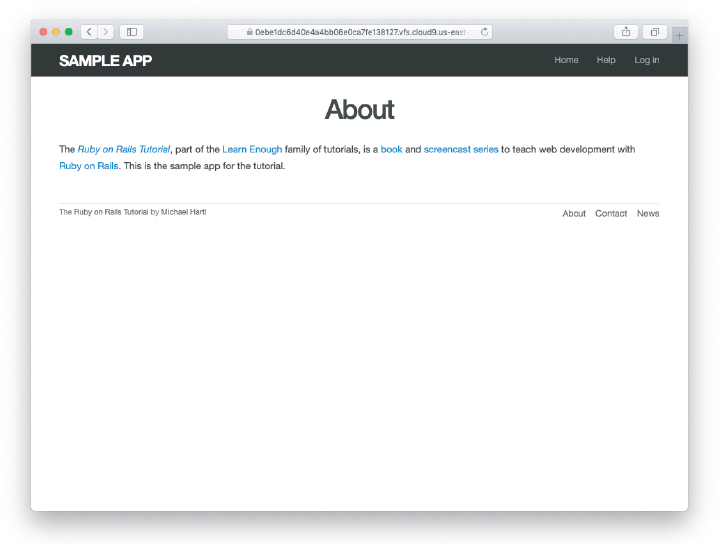 0ebe1dc6d40e4a4bb06e0ca7fe138127.vfs.cloud9.us-east-
SAMPLE APP
Home Help Log in
About
The Ruby on Rails Tutorial, part of the Learn Enough family of tutorials, is a book and screencast series to teach web development with
Ruby on Rails. This is the sample app for the tutorial.
The Ruby on Rails Tutorial by Michael Hartl
About Contact News